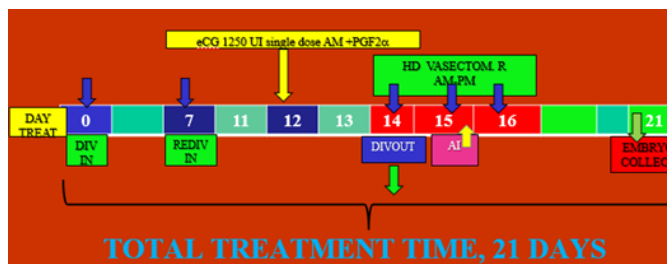 eCG 1250 UI single dose AM +PGF2α
HD VASECTOM. R
AM-PM
DAY
TREAT
0 7 11 12 13 14 15 16 21
DIV
IN
REDIV
IN
DIVOUT
AI
EMBRYO
COLLEC
TOTAL TREATMENT TIME, 21 DAYS